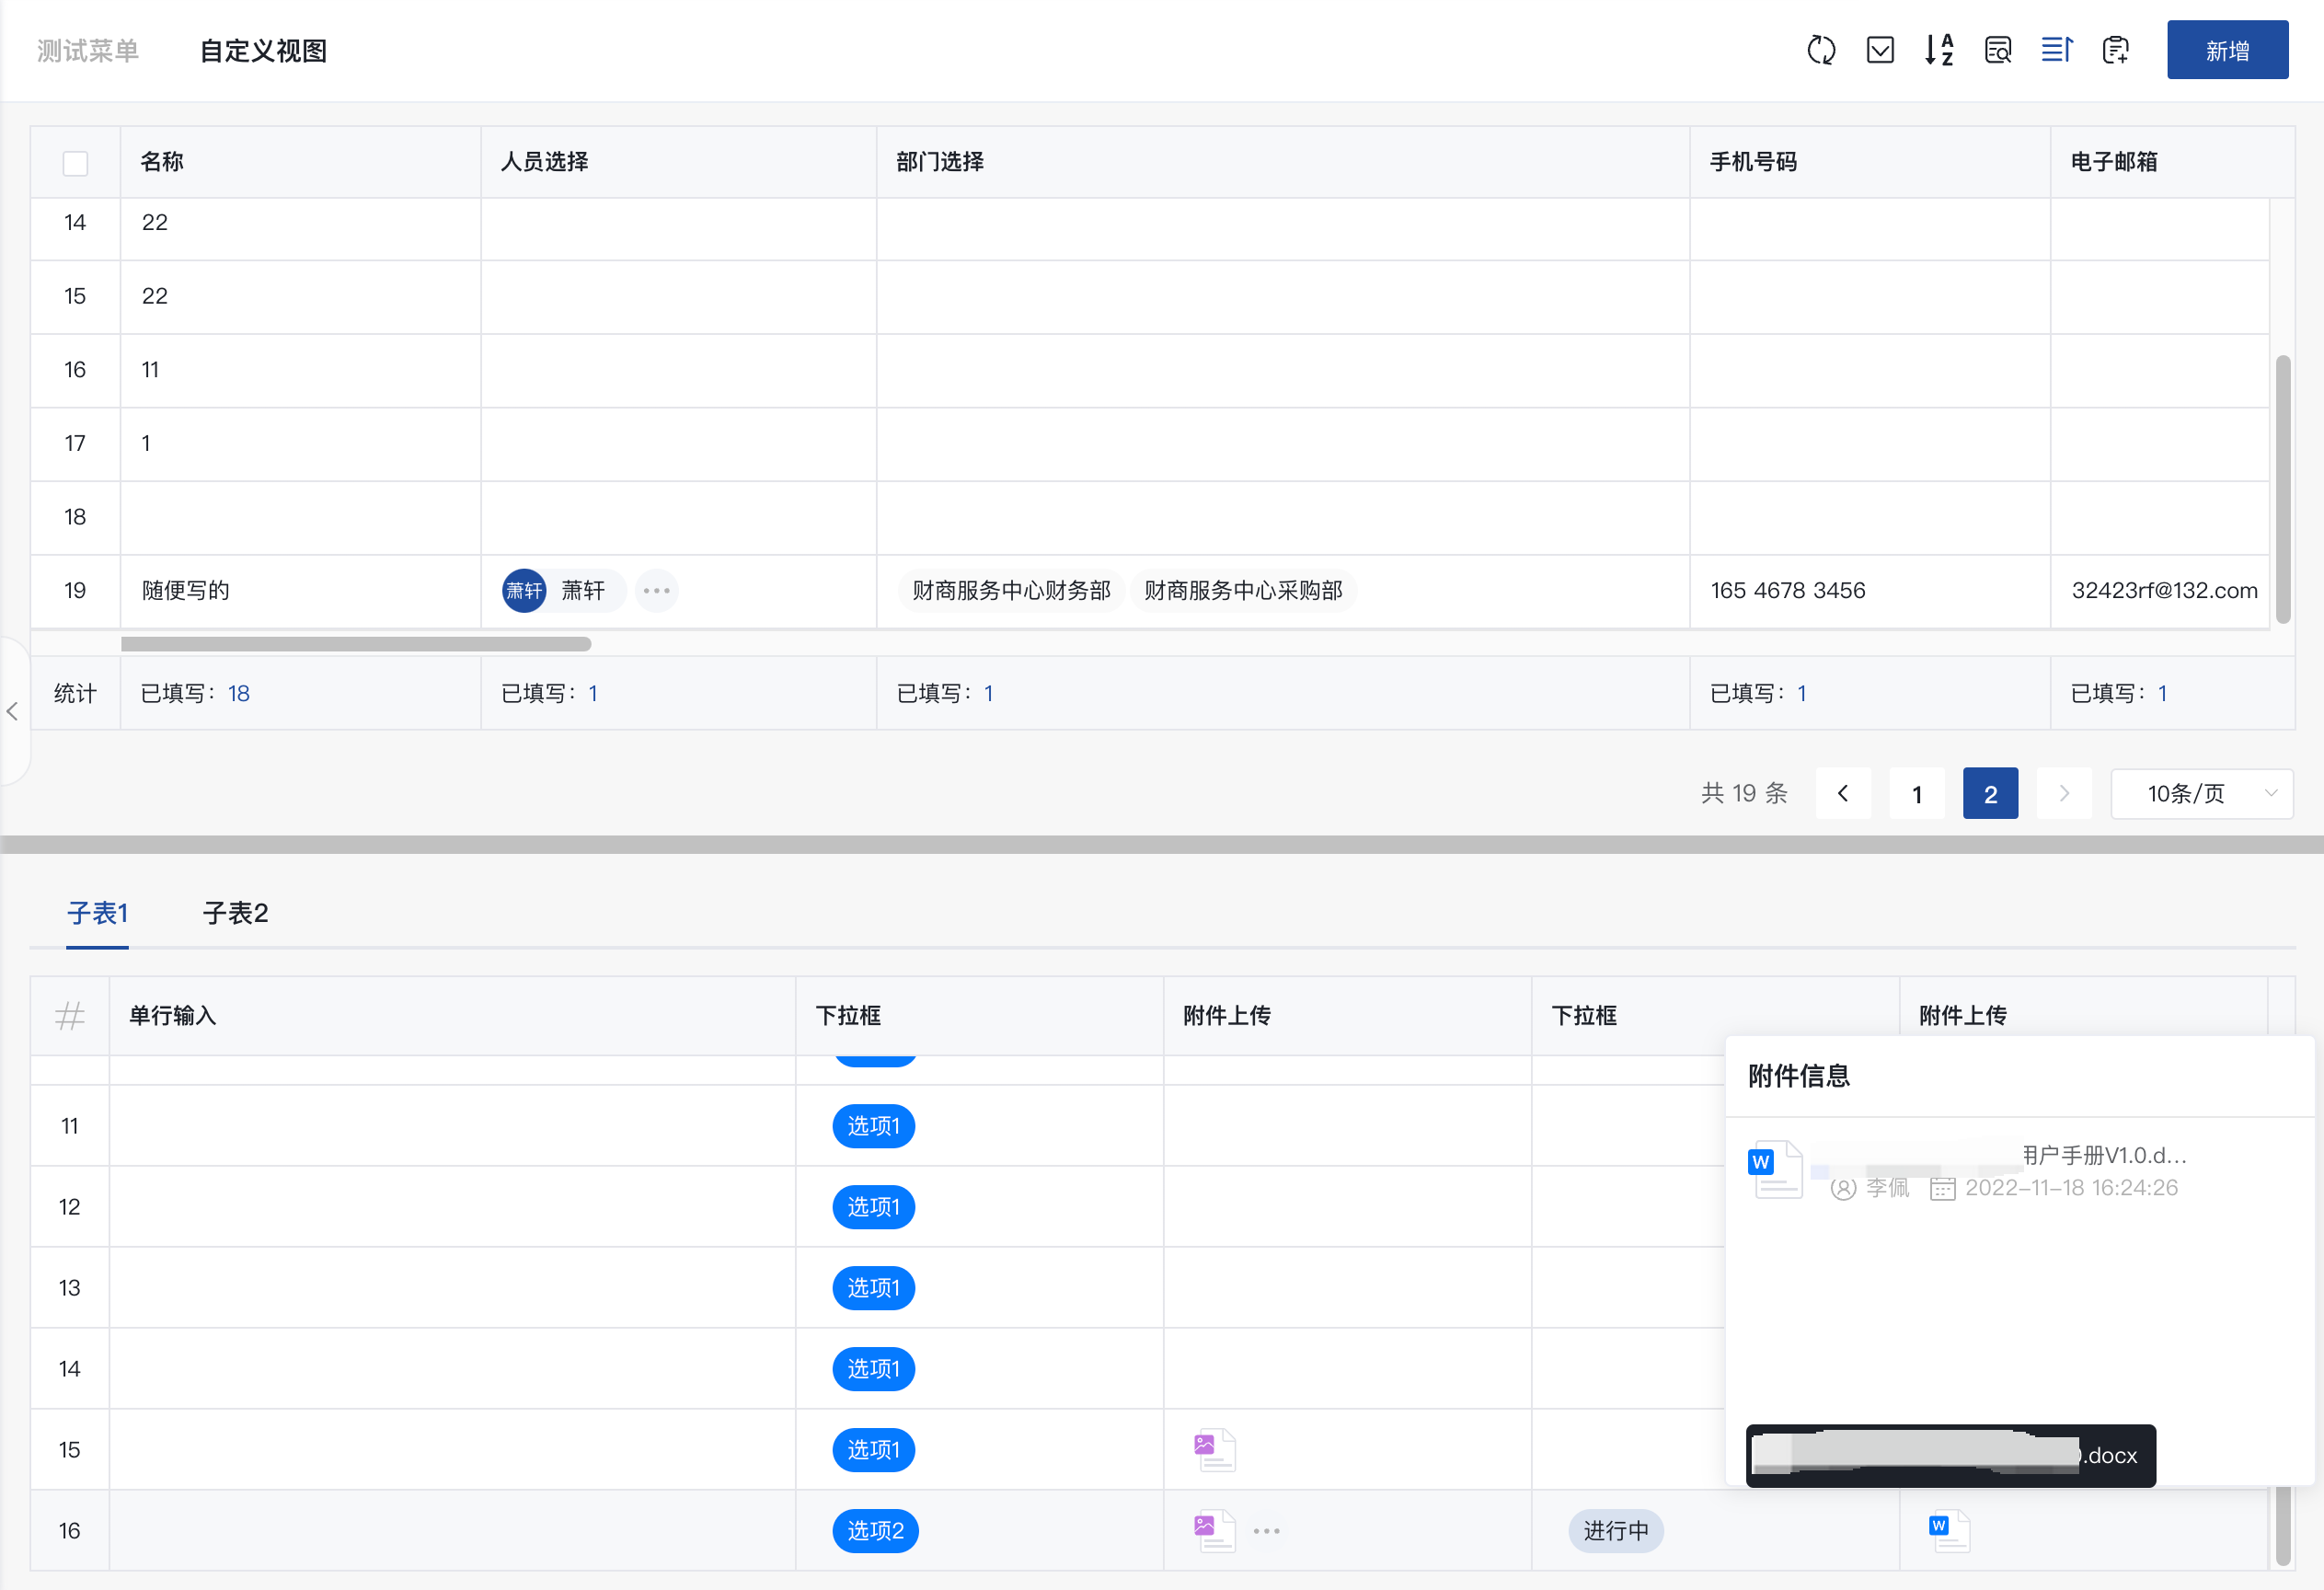 测试菜单 自定义视图 新增
名称 人员选择 部门选择 手机号码 电子邮箱
14 22
15 22
16 11
17 1
18
19 随便写的 萧轩 萧轩 财商服务中心财务部 财商服务中心采购部 165 4678 3456 32423rf@132.com
统计 已填写：18 已填写：1 已填写：1 已填写：1 已填写：1
共 19 条 1 2 10条/页
子表1 子表2
# 单行输入 下拉框 附件上传 下拉框 附件上传
附件信息
11 选项1
W 用户手册V1.0.d...
李佩 2022-11-18 16:24:26
12 选项1
13 选项1
14 选项1
15 选项1
.docx
16 选项2 进行中 W